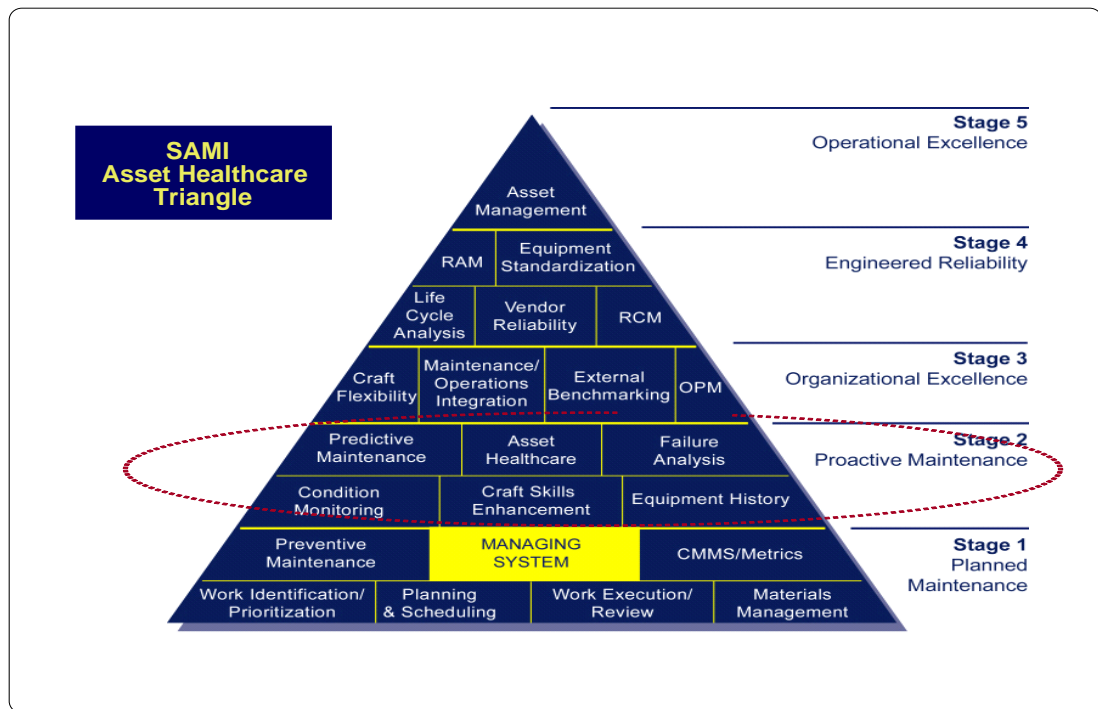 SAMI
Asset Healthcare
Triangle
Stage 5
Operational Excellence
Asset
Management
Stage 4
Engineered Reliability
RAM
Equipment
Standardization
Life
Cycle
Analysis
Vendor
Reliability
RCM
Stage 3
Organizational Excellence
Craft
Flexibility
Maintenance/
Operations
Integration
External
Benchmarking
OPM
Stage 2
Proactive Maintenance
Predictive
Maintenance
Asset
Healthcare
Failure
Analysis
Condition
Monitoring
Craft Skills
Enhancement
Equipment History
Stage 1
Planned
Maintenance
Preventive
Maintenance
MANAGING
SYSTEM
CMMS/Metrics
Work Identification/
Prioritization
Planning
& Scheduling
Work Execution/
Review
Materials
Management